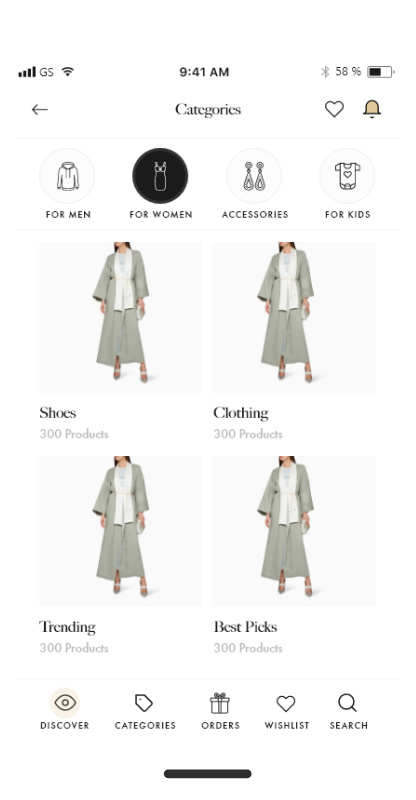 GS 9:41 AM 58 %
Categories
FOR MEN FOR WOMEN ACCESSORIES FOR KIDS
Shoes Clothing
300 Products 300 Products
Trending Best Picks
300 Products 300 Products
DISCOVER CATEGORIES ORDERS WISHLIST SEARCH